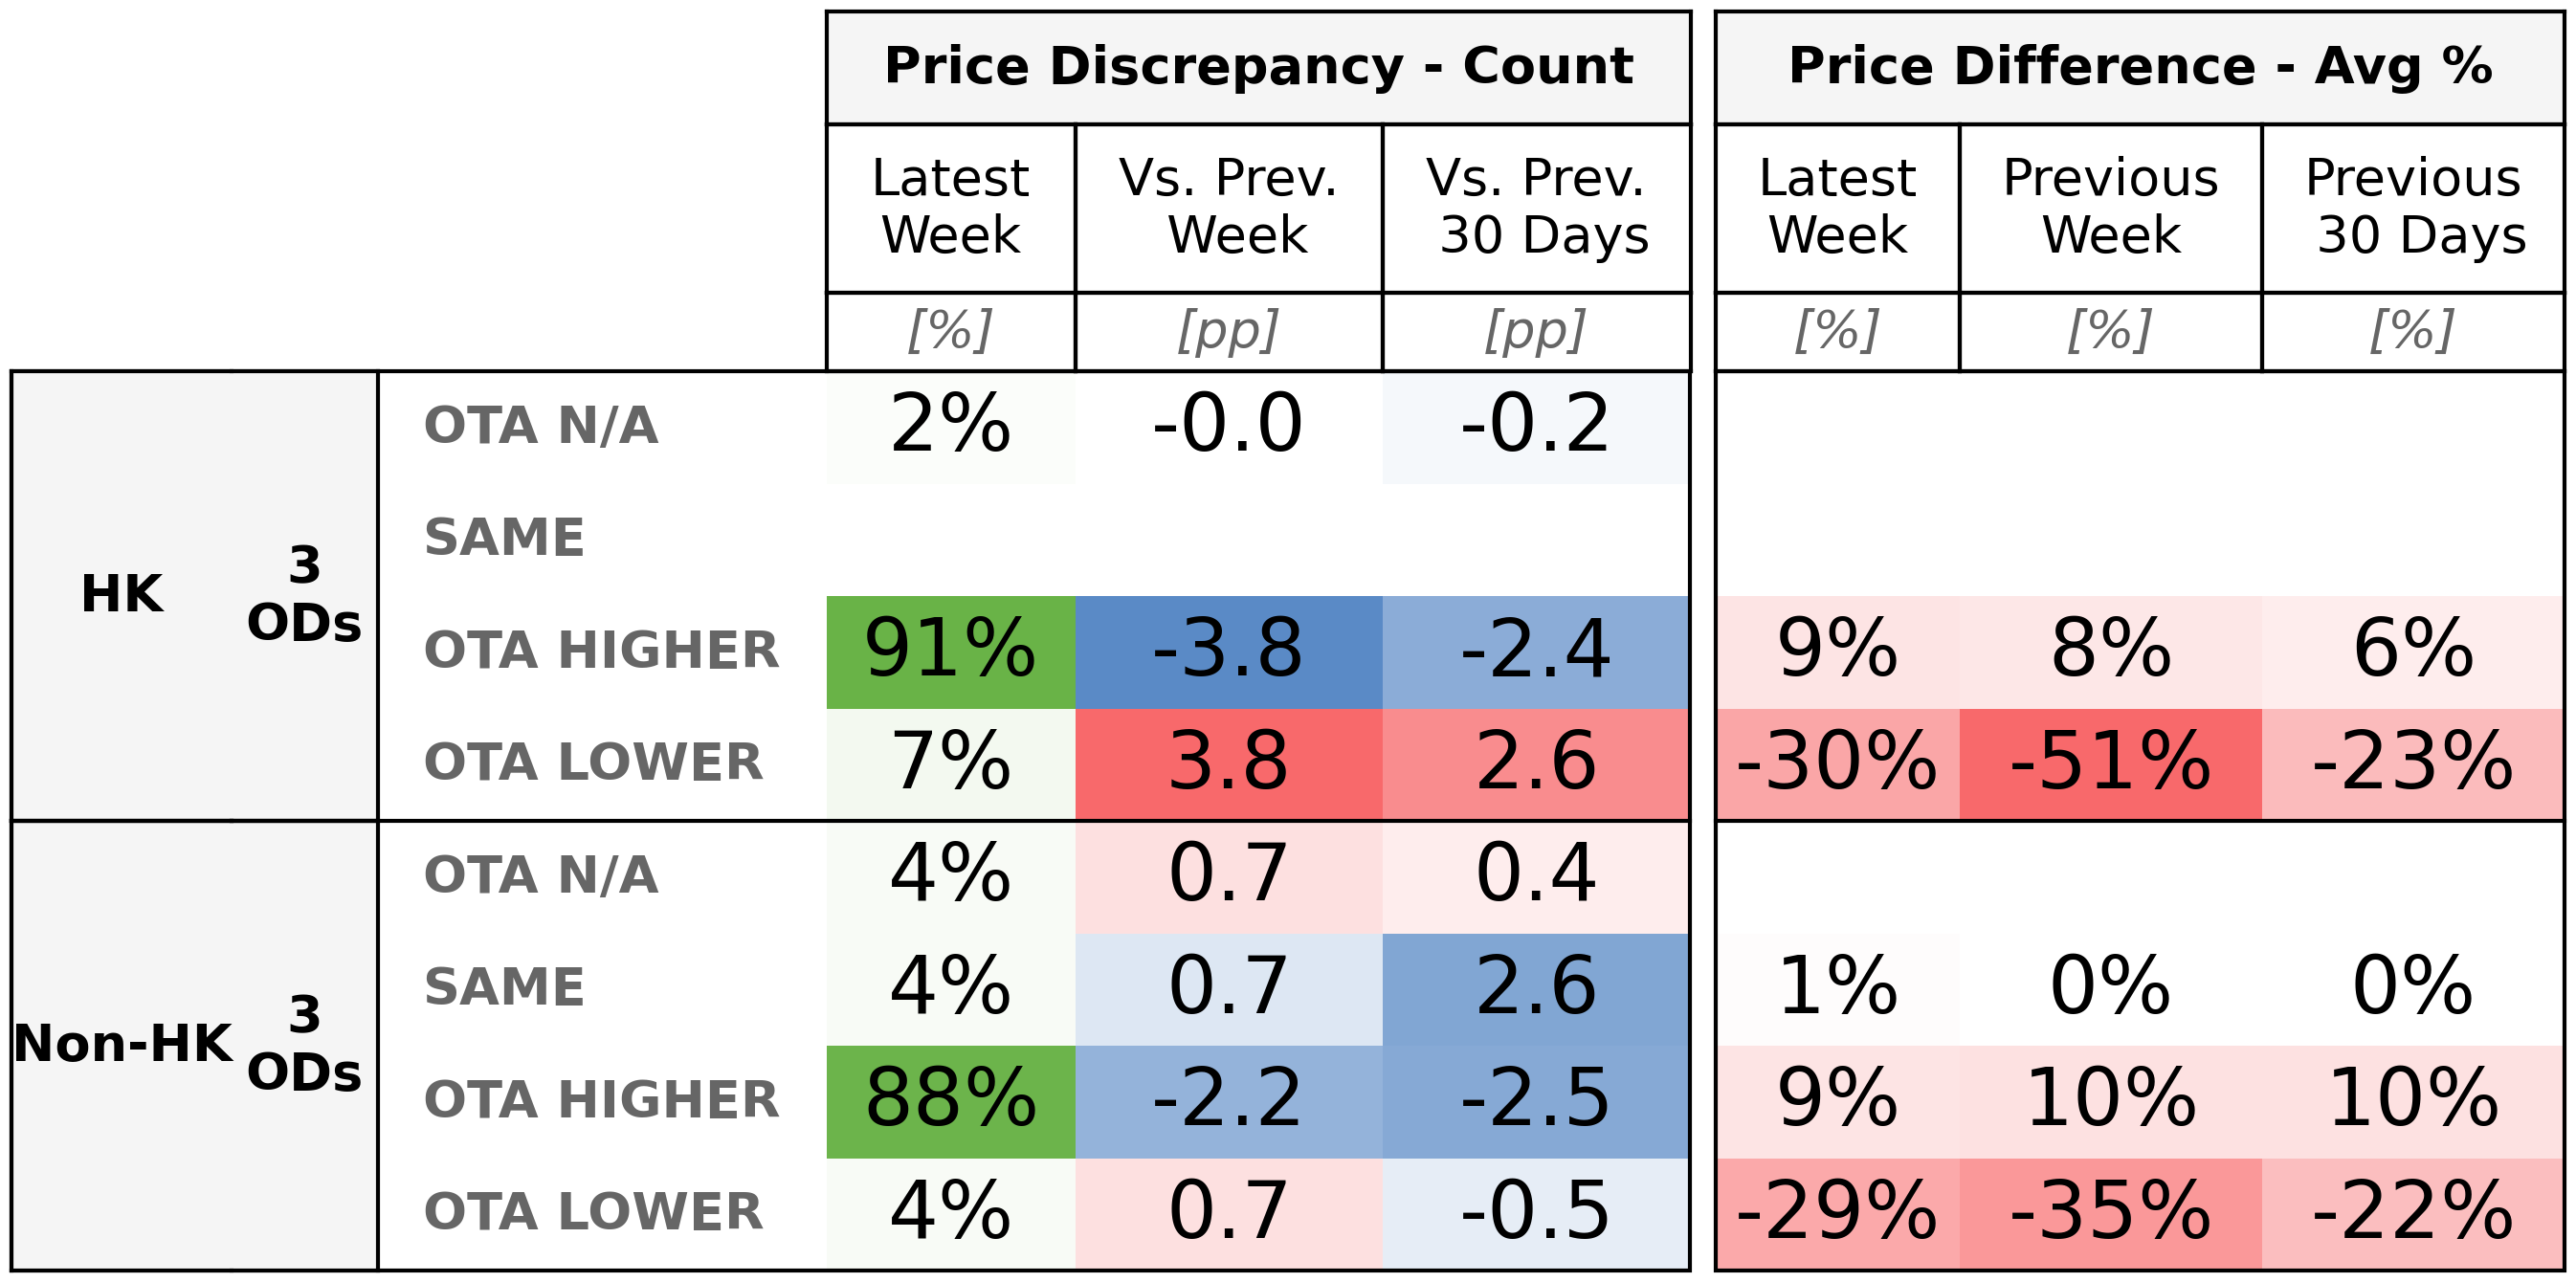 Price Discrepancy - Count Price Difference - Avg %
Latest Week Vs. Prev. Week Vs. Prev. 30 Days Latest Week Previous Week Previous 30 Days
[%] [pp] [pp] [%] [%] [%]
HK 3 ODs
OTA N/A 2% -0.0 -0.2
SAME
OTA HIGHER 91% -3.8 -2.4 9% 8% 6%
OTA LOWER 7% 3.8 2.6 -30% -51% -23%
Non-HK 3 ODs
OTA N/A 4% 0.7 0.4
SAME 4% 0.7 2.6 1% 0% 0%
OTA HIGHER 88% -2.2 -2.5 9% 10% 10%
OTA LOWER 4% 0.7 -0.5 -29% -35% -22%